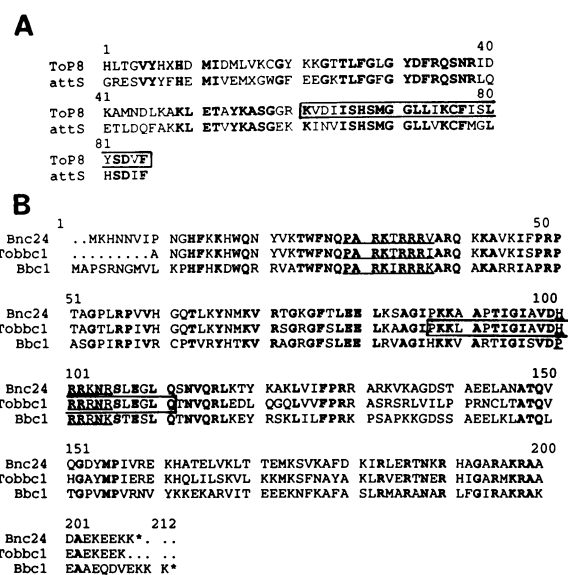 A
1 40
ToP8 HLTGVYHXHD MIDMLVKCGY KKGTTLFGLG YDFRQSNRID
attS GRESVYYFHE MIVEMXGWGF EEGKTLFGFG YDFRQSNRLQ
41 80
ToP8 KAMNDLKAKL ETAYKASGGR KVDIISHSMG GLLIKCFISL
attS ETLDQFAKKL ETVYKASGEK KINVISHSMG GLLVKCFMGL
81
ToP8 YSDVF
attS HSDIF
B
1 50
Bnc24 ..MKHNNVIP NGHFKKHWQN YVKTWFNQPA RKTRRRVARQ KKAVKIFPRP
Tobbc1 .........A NGHFKKHWQN YVKTWFNQPA RKTRRRIARQ KKAVKIFPRP
Bbc1 MAPSRNGMVL KPHFHKDWQR RVATWFNQPA RKIRRRKARQ AKARRIAPRP
51 100
Bnc24 TAGPLRPVVH GQTLKYNMKV RTGKGFTLEE LKSAGIPKKA APTIGIAVDH
Tobbc1 TAGTLRPIVH GQTLKYNMKV RSGRGFSLEE LKAAGIPKKL APTIGIAVDH
Bbc1 ASGPIRPIVR CPTVRYHTKV RAGRGFSLEE LRVAGIHKKV ARTIGISVDP
101 150
Bnc24 RRKNRSLEGL QSNVQRLKTY KAKLVIFPRR ARKVKAGDST AEELANATQV
Tobbc1 RRRNRSLEGL QTNVQRLEDL QGQLVVFPRR ASRSRLVILP PRNCLTATQV
Bbc1 RRRNKSTESL QTNVQRLKEY RSKLILFPRK PSAPKKGDSS AEELKLATQL
151 200
Bnc24 QGDYMPIVRE KHATELVKLT TEMKSVKAFD KIRLERTNKR HAGARAKRAA
Tobbc1 HGAYMPIERE KHQLILSKVL KKMKSFNAYA KLRVERTNER HIGARMKRAA
Bbc1 TGPVMPVRNV YKKEKARVIT EEEKNFKAFA SLRMARANAR LFGIRAKRAK
201 212
Bnc24 DAEKEEKK*. ..
Tobbc1 EAEKEEK... ..
Bbc1 EAAEQDVEKK K*